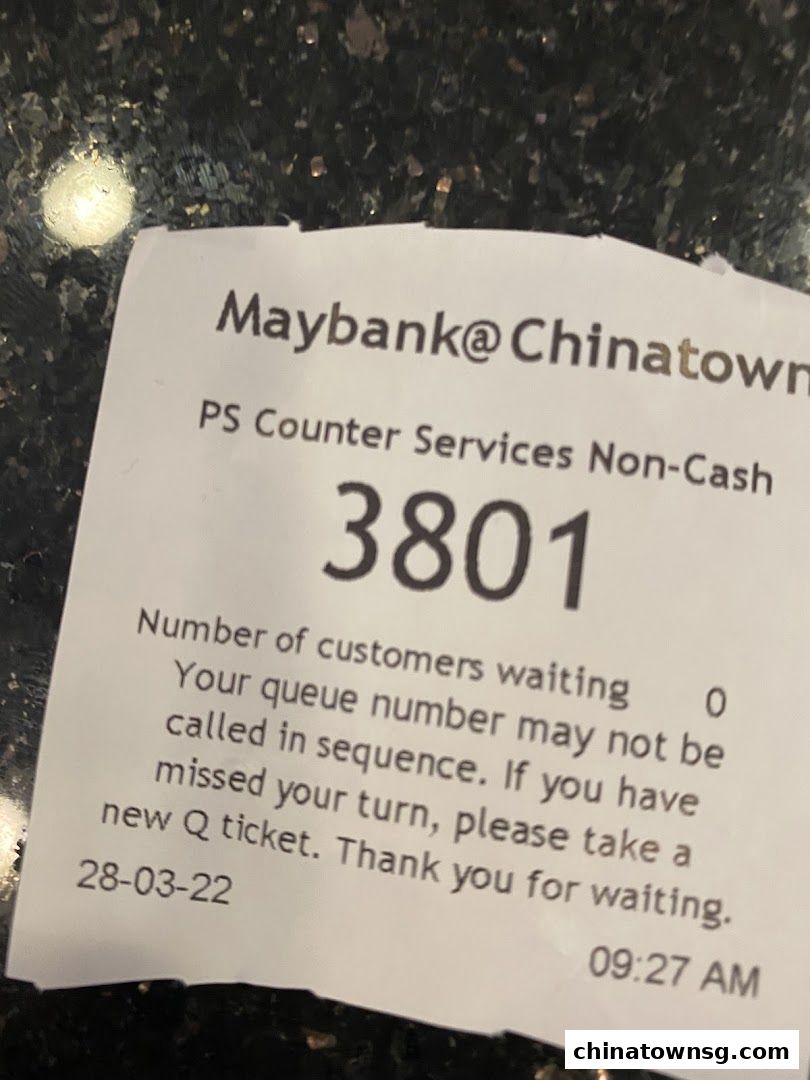 Maybank@Chinatown
PS Counter Services Non-Cash
3801
Number of customers waiting 0
Your queue number may not be
called in sequence. If you have
missed your turn, please take a
new Q ticket. Thank you for waiting.
28-03-22
09:27 AM
chinatownsg.com